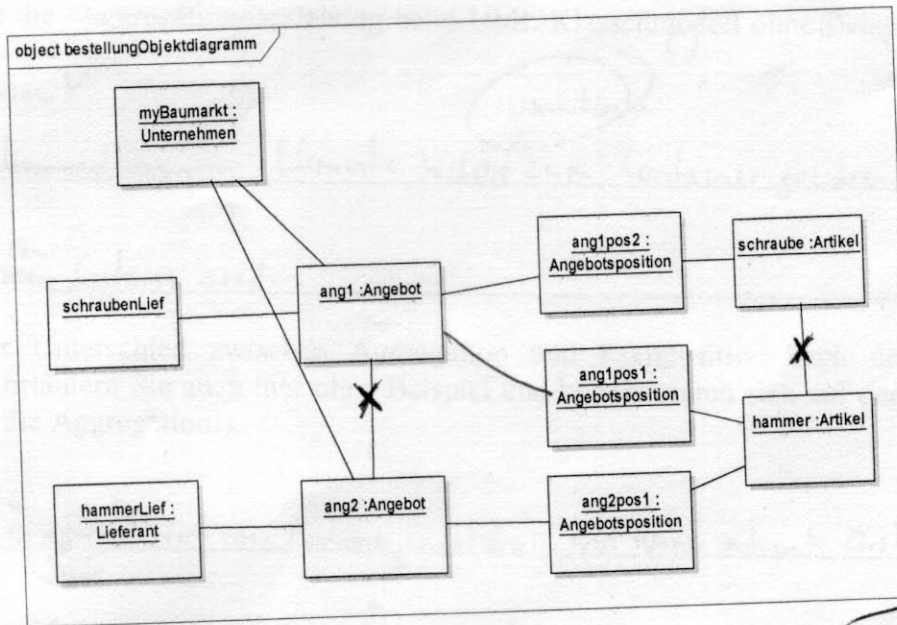 object bestellungObjektdiagramm
myBaumarkt :
Unternehmen
ang1pos2 :
Angebotsposition
schraube :Artikel
ang1 :Angebot
schraubenLief
ang1pos1 :
Angebotsposition
hammer :Artikel
hammerLief :
Lieferant
ang2 :Angebot
ang2pos1 :
Angebotsposition